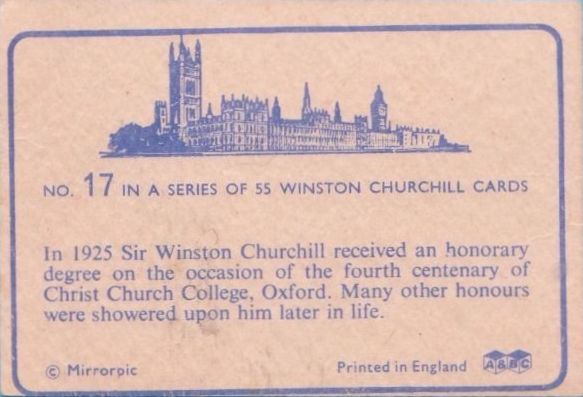 NO. 17 IN A SERIES OF 55 WINSTON CHURCHILL CARDS
In 1925 Sir Winston Churchill received an honorary
degree on the occasion of the fourth centenary of
Christ Church College, Oxford. Many other honours
were showered upon him later in life.
© Mirrorpic Printed in England A&BC